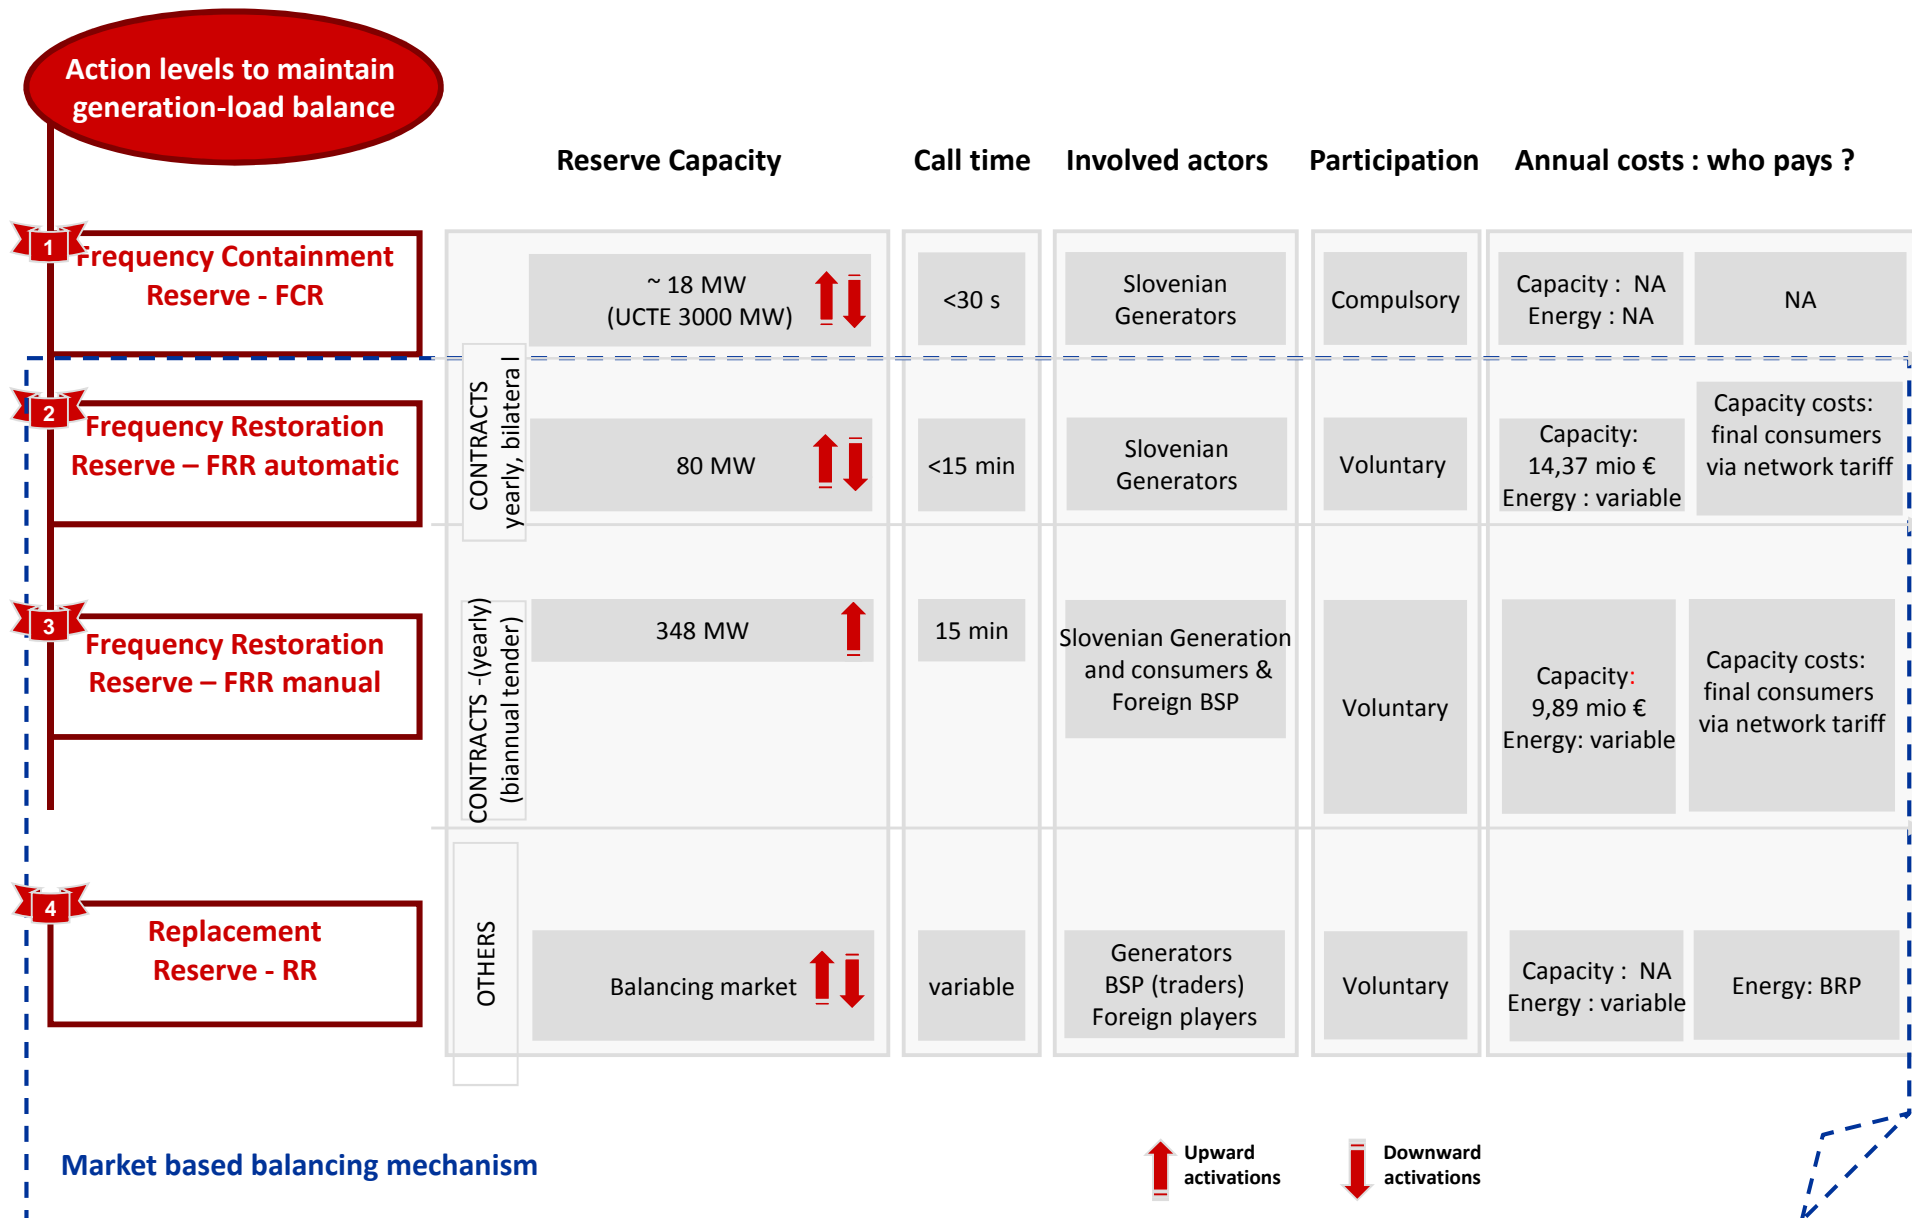 Action levels to maintain
generation-load balance
Reserve Capacity
Call time
Involved actors
Participation
Annual costs : who pays ?
1
Frequency Containment
Reserve - FCR
~ 18 MW
(UCTE 3000 MW)
<30 s
Slovenian
Generators
Compulsory
Capacity : NA
Energy : NA
NA
CONTRACTS
yearly, bilateral l
2
Frequency Restoration
Reserve – FRR automatic
80 MW
<15 min
Slovenian
Generators
Voluntary
Capacity:
14,37 mio €
Energy : variable
Capacity costs:
final consumers
via network tariff
CONTRACTS -(yearly)
(biannual tender)
3
Frequency Restoration
Reserve – FRR manual
348 MW
15 min
Slovenian Generation
and consumers &
Foreign BSP
Voluntary
Capacity:
9,89 mio €
Energy: variable
Capacity costs:
final consumers
via network tariff
OTHERS
4
Replacement
Reserve - RR
Balancing market
variable
Generators
BSP (traders)
Foreign players
Voluntary
Capacity : NA
Energy : variable
Energy: BRP
Market based balancing mechanism
Upward
activations
Downward
activations